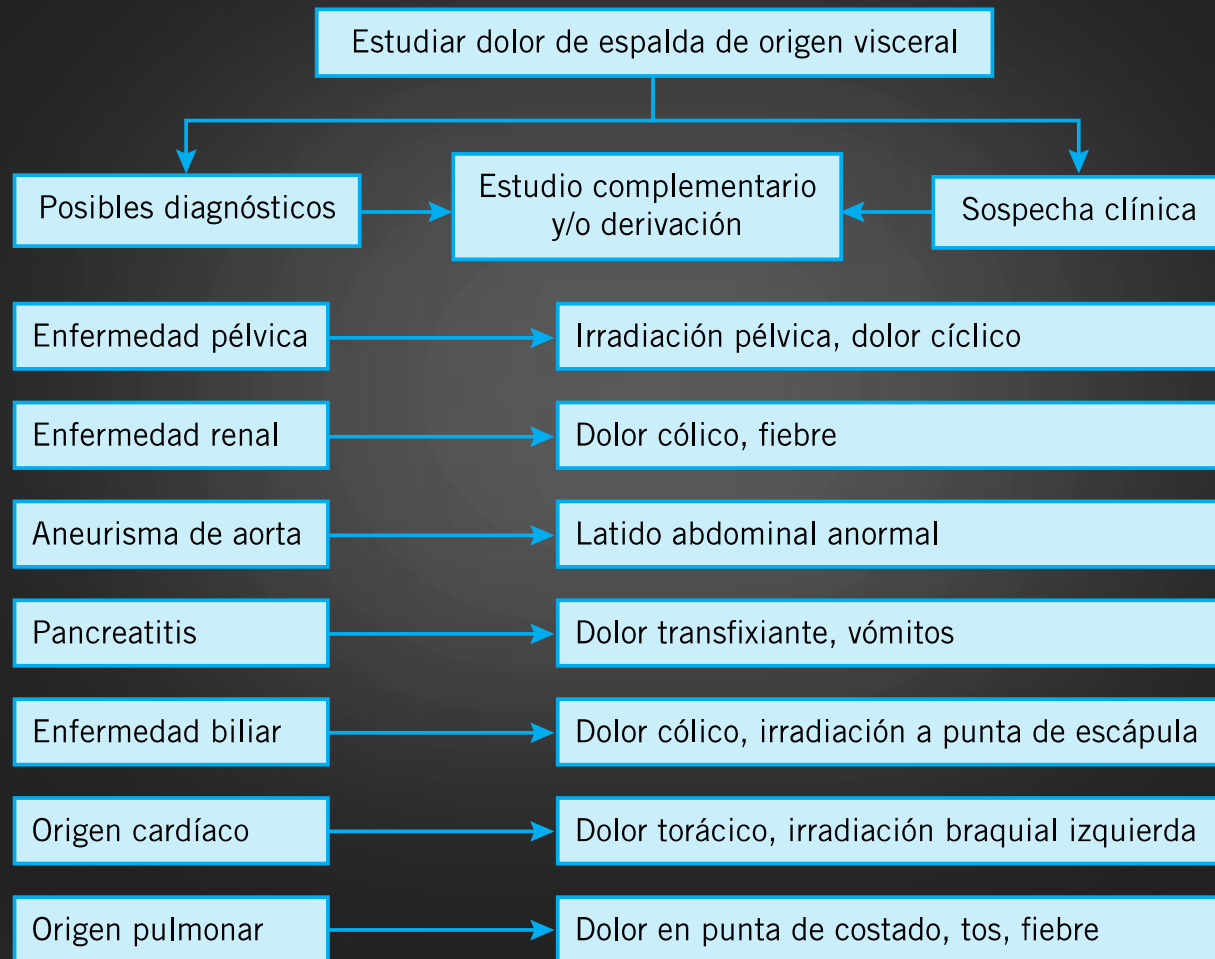 Estudiar dolor de espalda de origen visceral
Posibles diagnósticos
Estudio complementario
y/o derivación
Sospecha clínica
Enfermedad pélvica
Irradiación pélvica, dolor cíclico
Enfermedad renal
Dolor cólico, fiebre
Aneurisma de aorta
Latido abdominal anormal
Pancreatitis
Dolor transfixiante, vómitos
Enfermedad biliar
Dolor cólico, irradiación a punta de escápula
Origen cardíaco
Dolor torácico, irradiación braquial izquierda
Origen pulmonar
Dolor en punta de costado, tos, fiebre